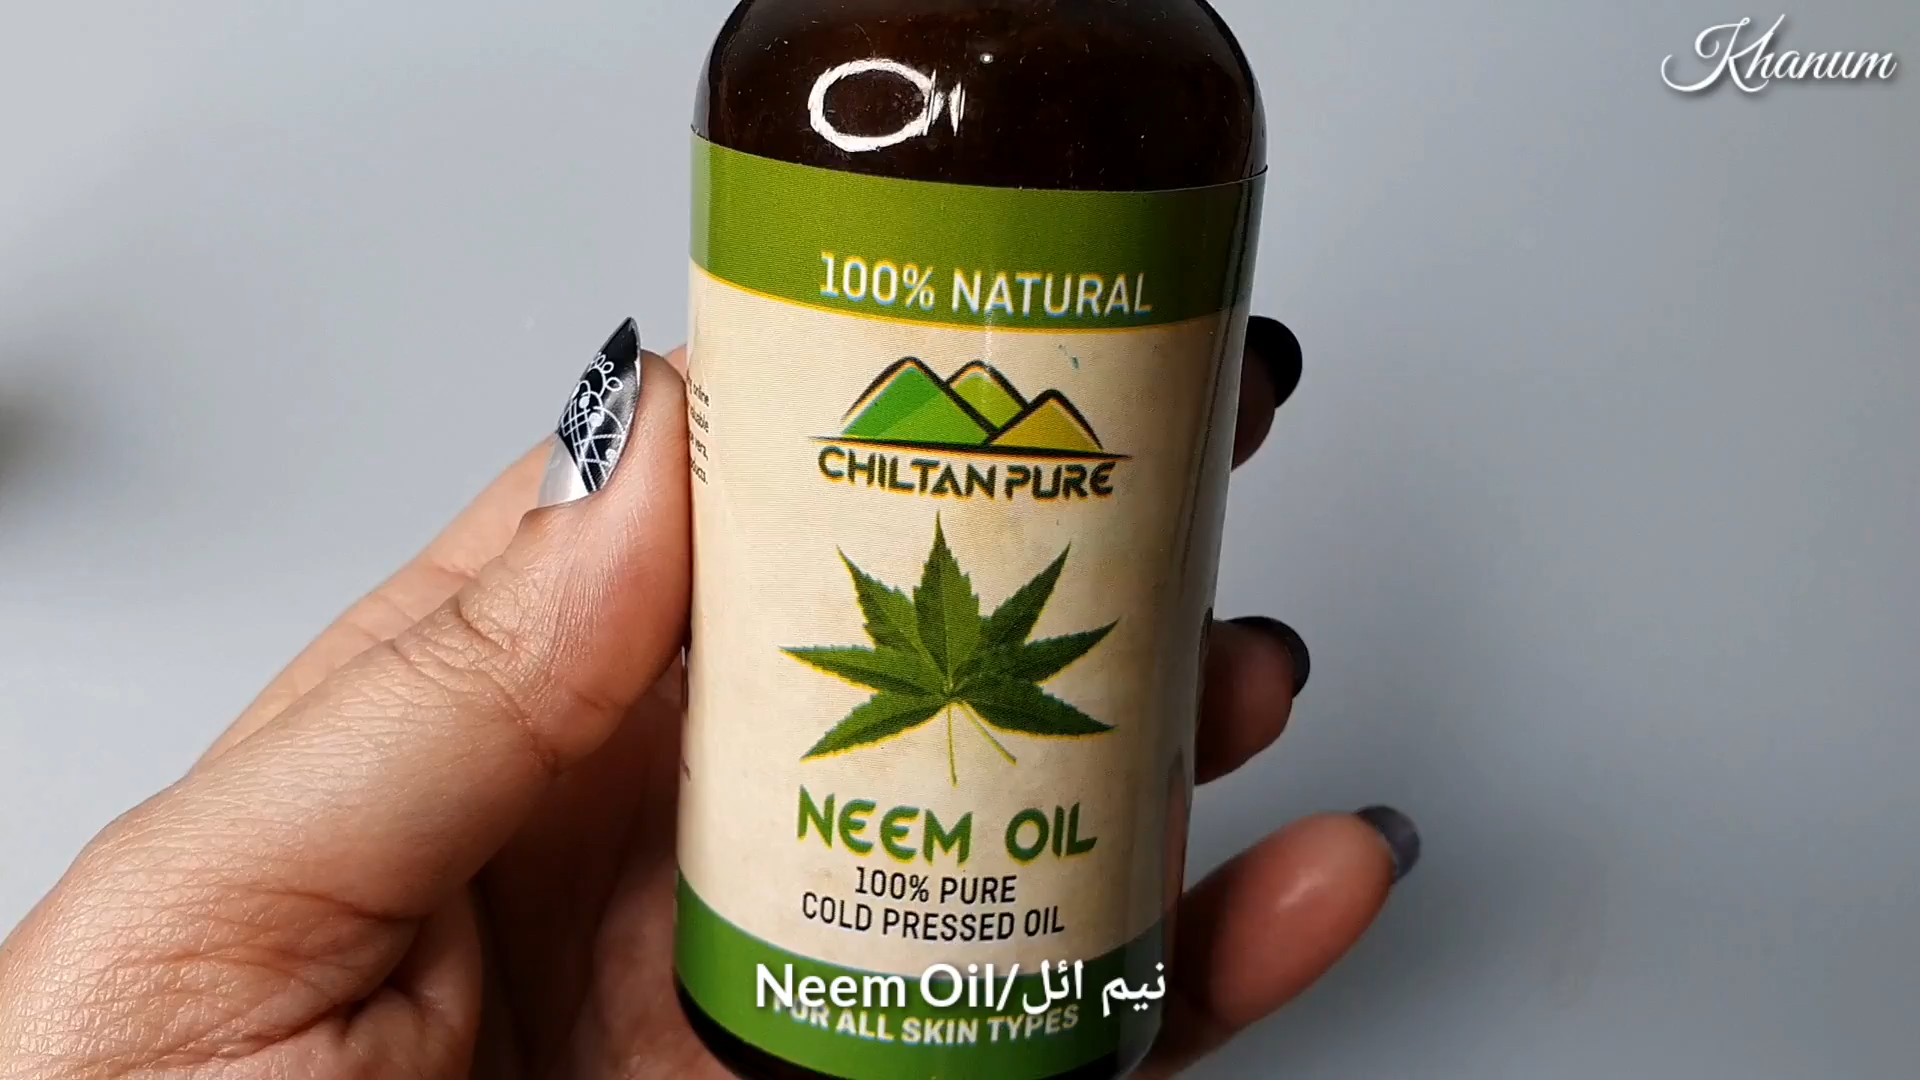 Khanum
100% NATURAL
CHILTAN PURE
NEEM OIL
100% PURE
COLD PRESSED OIL
Neem Oil/نیم ائل
FOR ALL SKIN TYPES